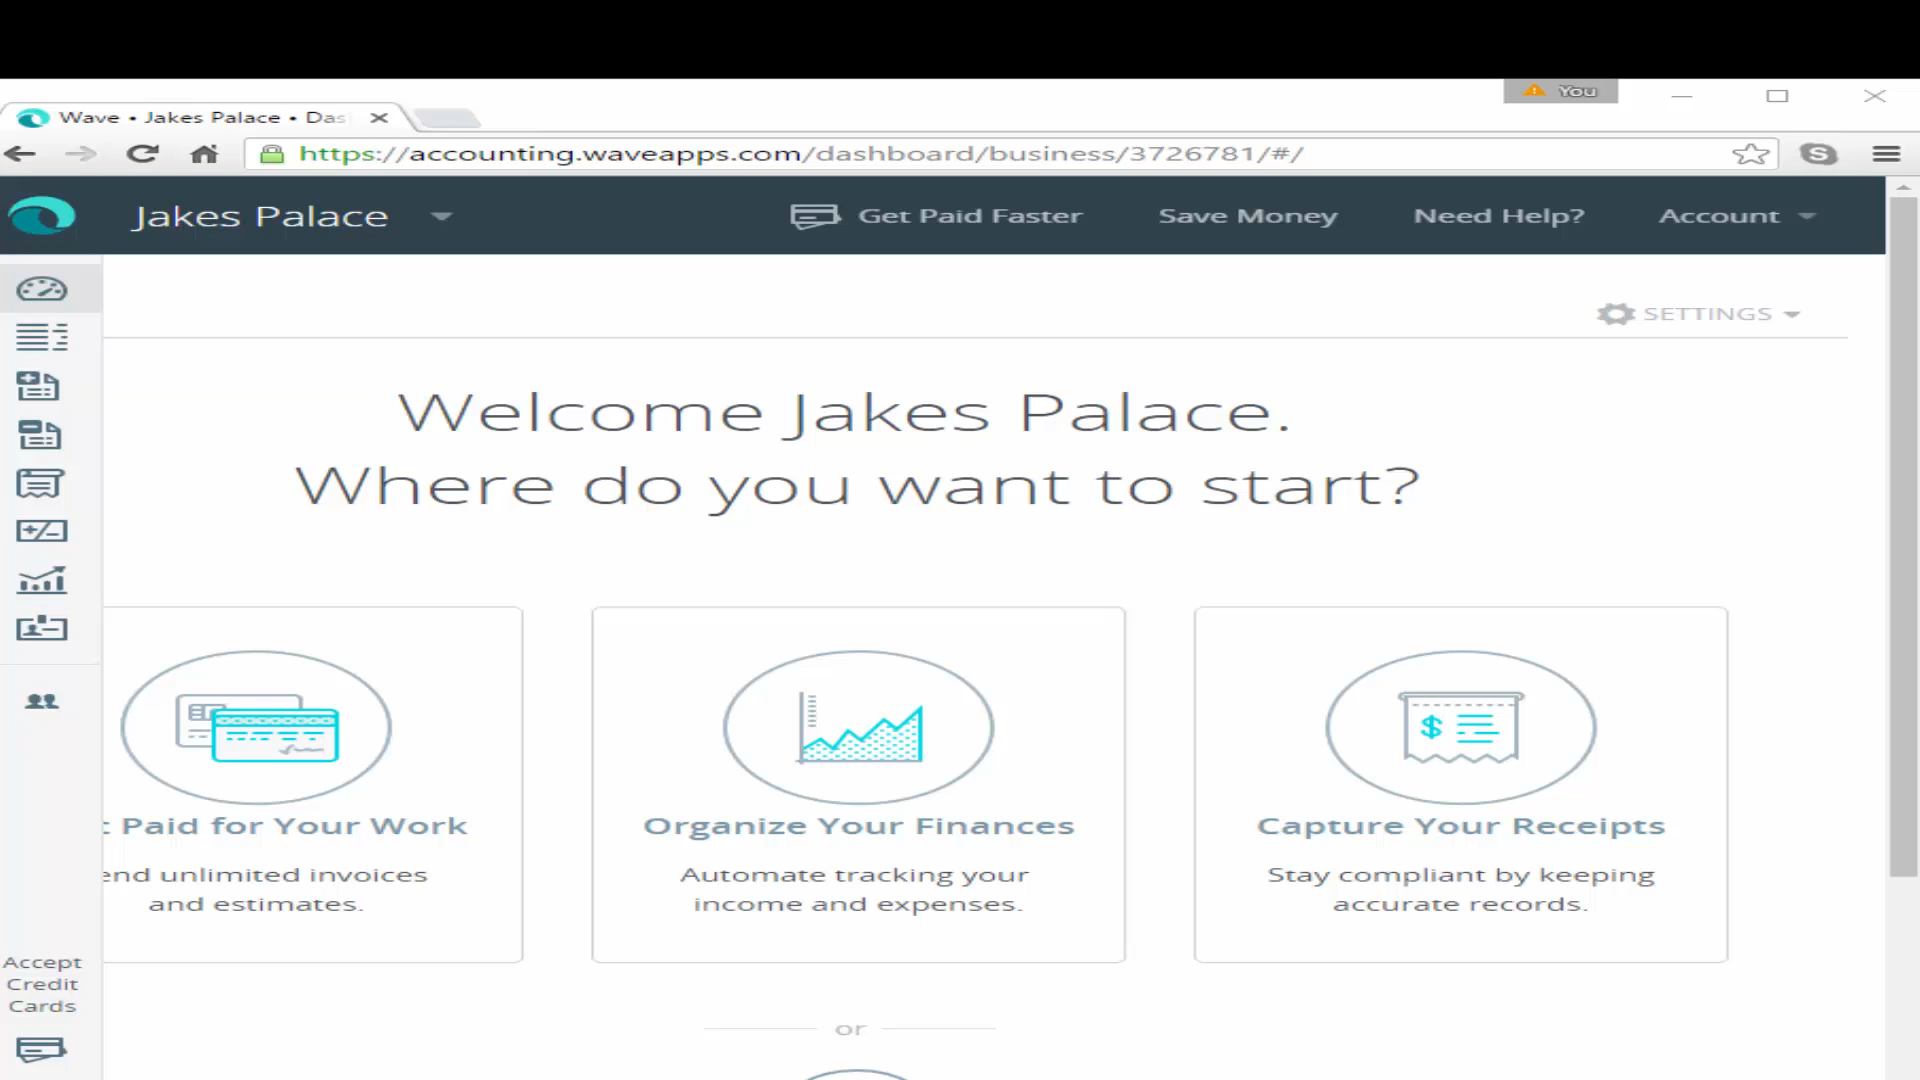 You
Wave • Jakes Palace • Das
https://accounting.waveapps.com/dashboard/business/3726781/#/
Jakes Palace
Get Paid Faster
Save Money
Need Help?
Account
SETTINGS
Welcome Jakes Palace.
Where do you want to start?
t Paid for Your Work
end unlimited invoices
and estimates.
Organize Your Finances
Automate tracking your
income and expenses.
Capture Your Receipts
Stay compliant by keeping
accurate records.
Accept
Credit
Cards
or